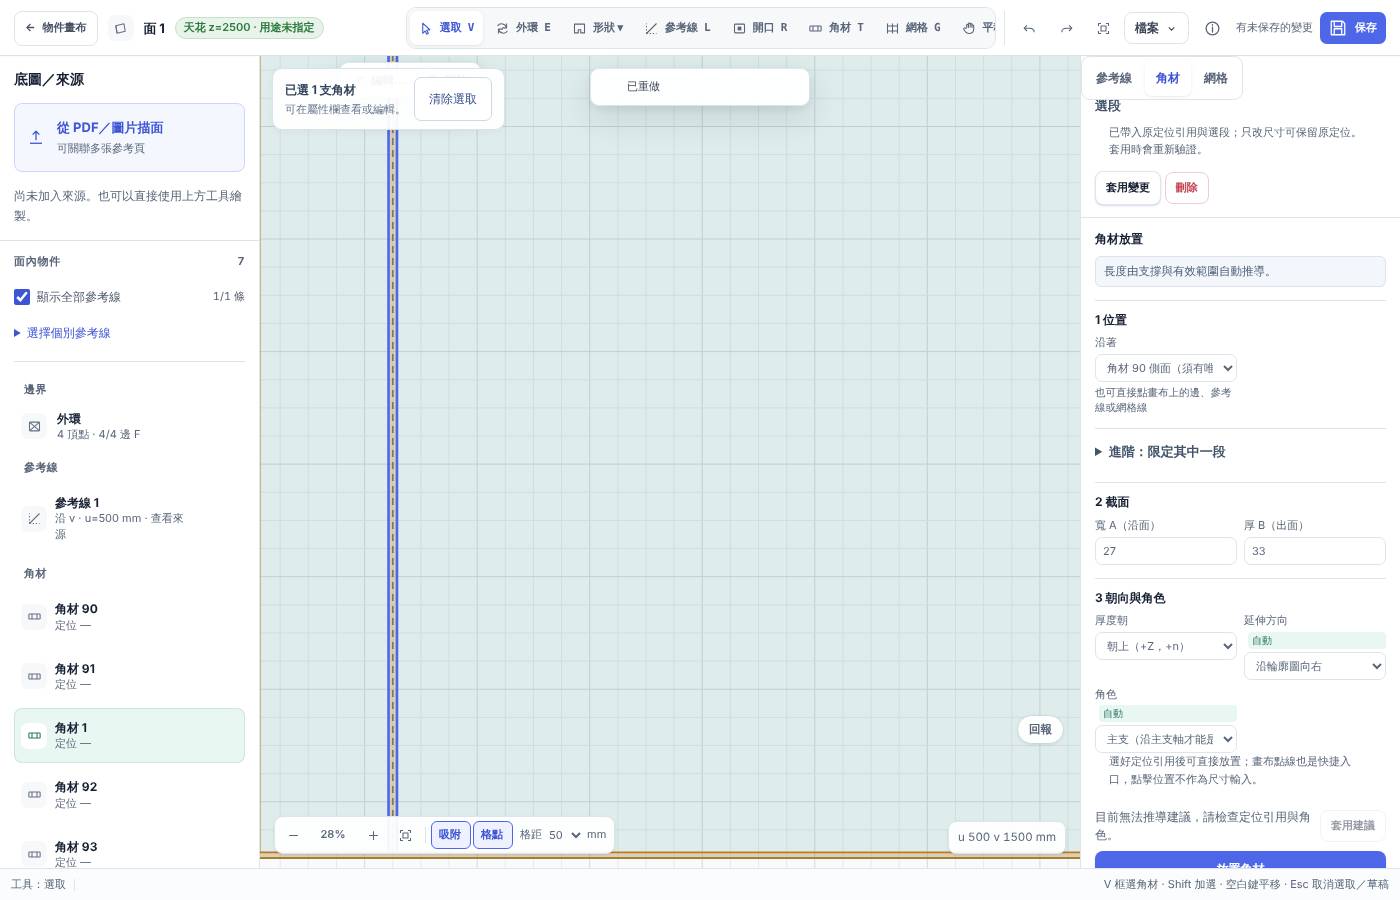 物件畫布
面 1
天花 z=2500 · 用途未指定
選取 V
外環 E
形狀▾
參考線 L
開口 R
角材 T
網格 G
檔案
有未保存的變更
保存
底圖／來源
從 PDF／圖片描面
可關聯多張參考頁
尚未加入來源。也可以直接使用上方工具繪
製。
面內物件 7
顯示全部參考線 1/1 條
選擇個別參考線
邊界
外環
4 頂點 · 4/4 邊 F
參考線
參考線 1
沿 v · u=500 mm · 查看來
源
角材
角材 90
定位 —
角材 91
定位 —
角材 1
定位 —
角材 92
定位 —
角材 93
定位 —
已選 1 支角材
可在屬性欄查看或編輯。
清除選取
已重做
回報
28%
吸附
格點
格距 50 mm
u 500 v 1500 mm
參考線
角材
網格
選段
已帶入原定位引用與選段；只改尺寸可保留原定位。
套用時會重新驗證。
套用變更
刪除
角材放置
長度由支撐與有效範圍自動推導。
1 位置
沿著
角材 90 側面（須有唯
也可直接點畫布上的邊、參考
線或網格線
進階：限定其中一段
2 截面
寬 A（沿面）
厚 B（出面）
27
33
3 朝向與角色
厚度朝
延伸方向
自動
朝上（+Z，+n）
沿輪廓圖向右
角色
自動
主支（沿主支軸才能是
選好定位引用後可直接放置；畫布點線也是快捷入
口，點擊位置不作為尺寸輸入。
目前無法推導建議，請檢查定位引用與角
色。
套用建議
放置角材
工具：選取
V 框選角材 · Shift 加選 · 空白鍵平移 · Esc 取消選取／草稿